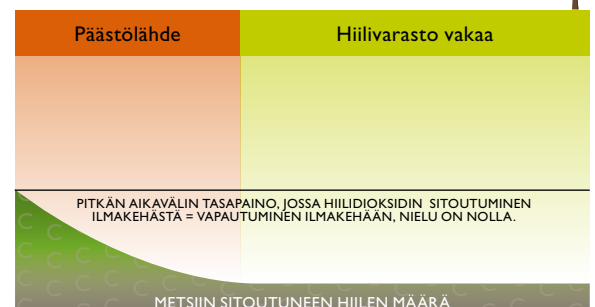 Päästölähde
Hiilivarasto vakaa
PITKÄN AIKAVÄLIN TASAPAINO, JOSSA HIILIDIOKSIDIN SITOUTUMINEN
ILMAKEHÄSTÄ = VAPAUTUMINEN ILMAKEHÄÄN, NIELU ON NOLLA.
METSIIN SITOUTUNEEN HIILEN MÄÄRÄ